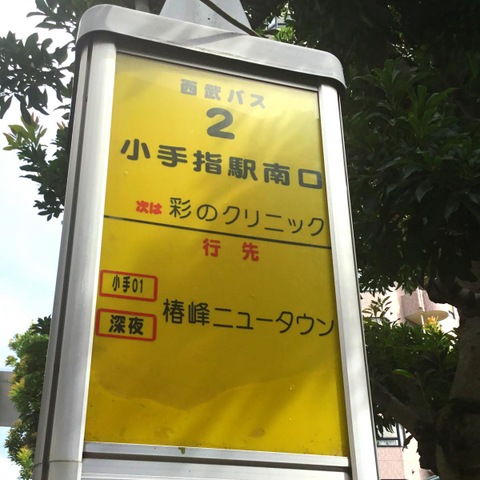 西武バス
2
小手指駅南口
次は 彩のクリニック
行先
小手01
深夜 椿峰ニュータウン